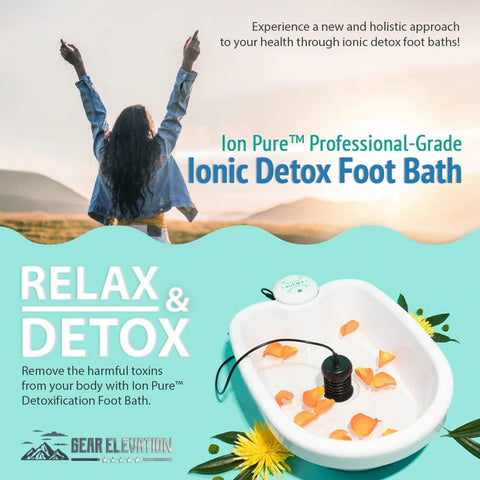 Experience a new and holistic approach
to your health through ionic detox foot baths!
Ion Pure™ Professional-Grade
Ionic Detox Foot Bath
RELAX
&
DETOX
Remove the harmful toxins
from your body with Ion Pure™
Detoxification Foot Bath.
GEAR ELEVATION